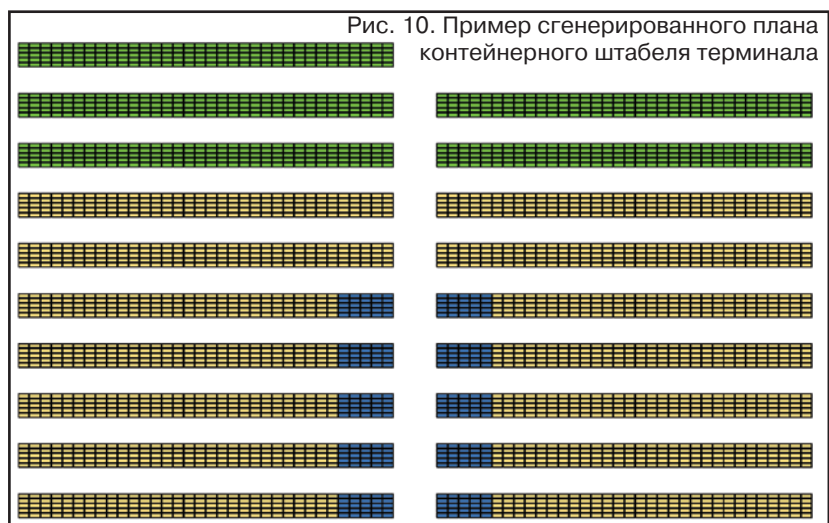 Рис. 10. Пример сгенерированного плана
контейнерного штабеля терминала